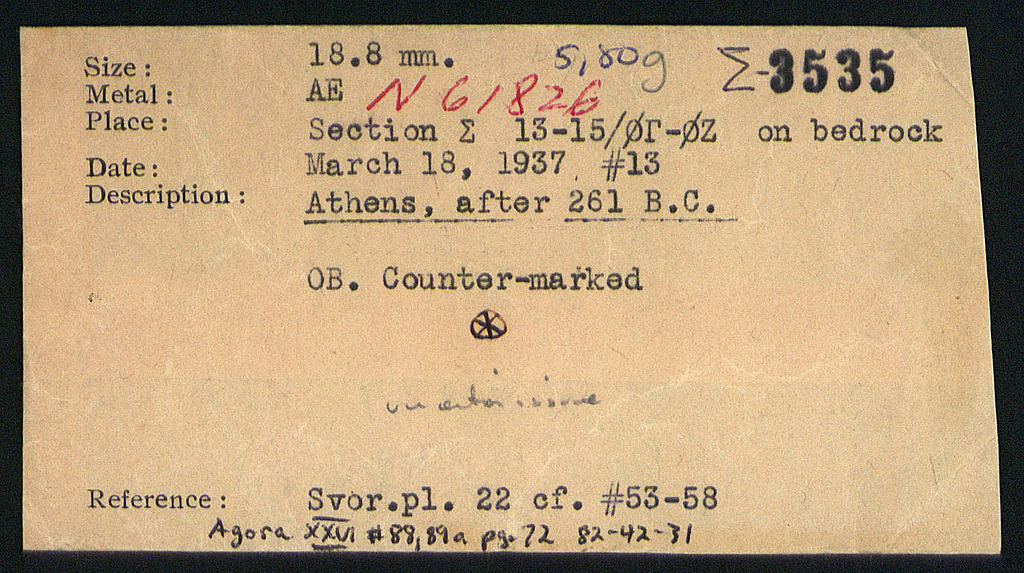 Size : 18.8 mm. 5,80g Σ-3535
Metal : AE N 61826
Place : Section Σ 13-15/ØΓ-ØZ on bedrock
Date : March 18, 1937 #13
Description : Athens, after 261 B.C.
OB. Counter-marked
Reference : Svor.pl. 22 cf. #53-58
Agora XXVI #88,89a pg. 72 82-42-31